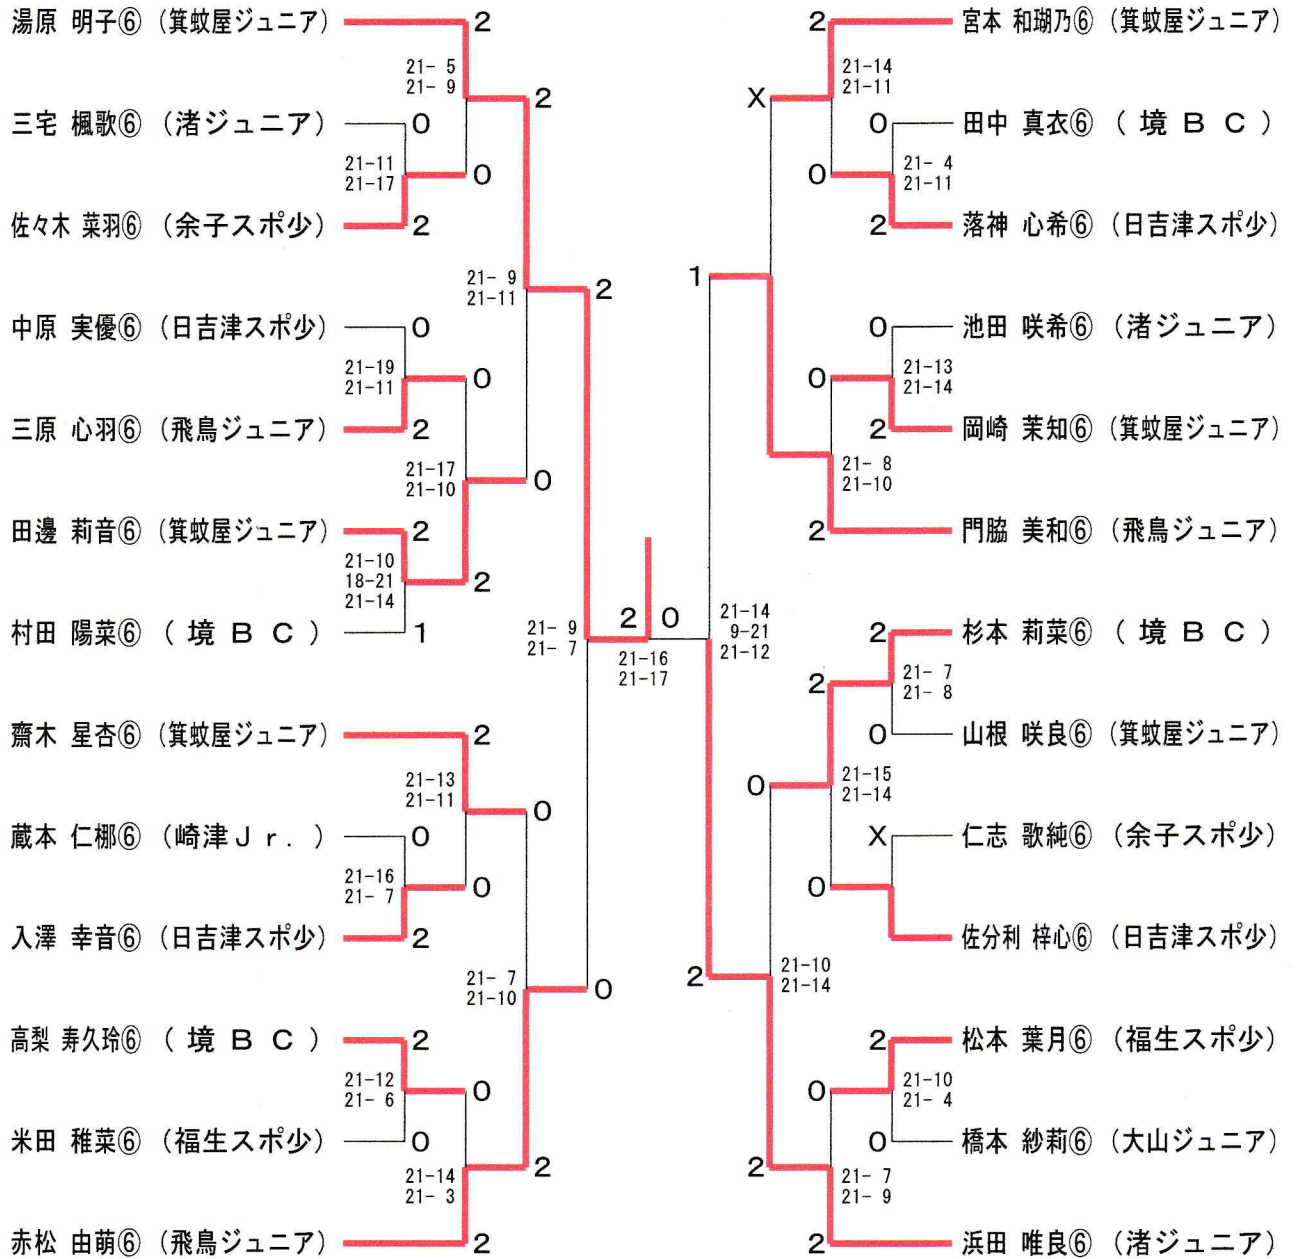 湯原 明子⑥ (箕蚊屋ジュニア) 2
21- 5
21- 9
2
三宅 楓歌⑥ (渚ジュニア) 0
21-11
21-17
0
佐々木 菜羽⑥ (余子スポ少) 2
21- 9
21-11
2
中原 実優⑥ (日吉津スポ少) 0
21-19
21-11
0
三原 心羽⑥ (飛鳥ジュニア) 2
21-17
21-10
0
田邊 莉音⑥ (箕蚊屋ジュニア) 2
21-10
18-21
21-14
2
村田 陽菜⑥ (境BC) 1
21- 9
21- 7
齋木 星杏⑥ (箕蚊屋ジュニア) 2
21-13
21-11
0
蔵本 仁梛⑥ (崎津Jr.) 0
21-16
21- 7
0
入澤 幸音⑥ (日吉津スポ少) 2
21- 7
21-10
0
高梨 寿久玲⑥ (境BC) 2
21-12
21- 6
0
米田 稚菜⑥ (福生スポ少) 0
21-14
21- 3
2
赤松 由萌⑥ (飛鳥ジュニア) 2
2 0
21-16
21-17
2 宮本 和瑚乃⑥ (箕蚊屋ジュニア)
21-14
21-11
X
0 田中 真衣⑥ (境BC)
21- 4
21-11
0
2 落神 心希⑥ (日吉津スポ少)
1
0 池田 咲希⑥ (渚ジュニア)
21-13
21-14
0
2 岡崎 茉知⑥ (箕蚊屋ジュニア)
21- 8
21-10
2 門脇 美和⑥ (飛鳥ジュニア)
21-14
9-21
21-12
2 杉本 莉菜⑥ (境BC)
21- 7
21- 8
2
0 山根 咲良⑥ (箕蚊屋ジュニア)
21-15
21-14
0
X 仁志 歌純⑥ (余子スポ少)
0
佐分利 梓心⑥ (日吉津スポ少)
21-10
21-14
2
2 松本 葉月⑥ (福生スポ少)
21-10
21- 4
0
0 橋本 紗莉⑥ (大山ジュニア)
21- 7
21- 9
2
2 浜田 唯良⑥ (渚ジュニア)